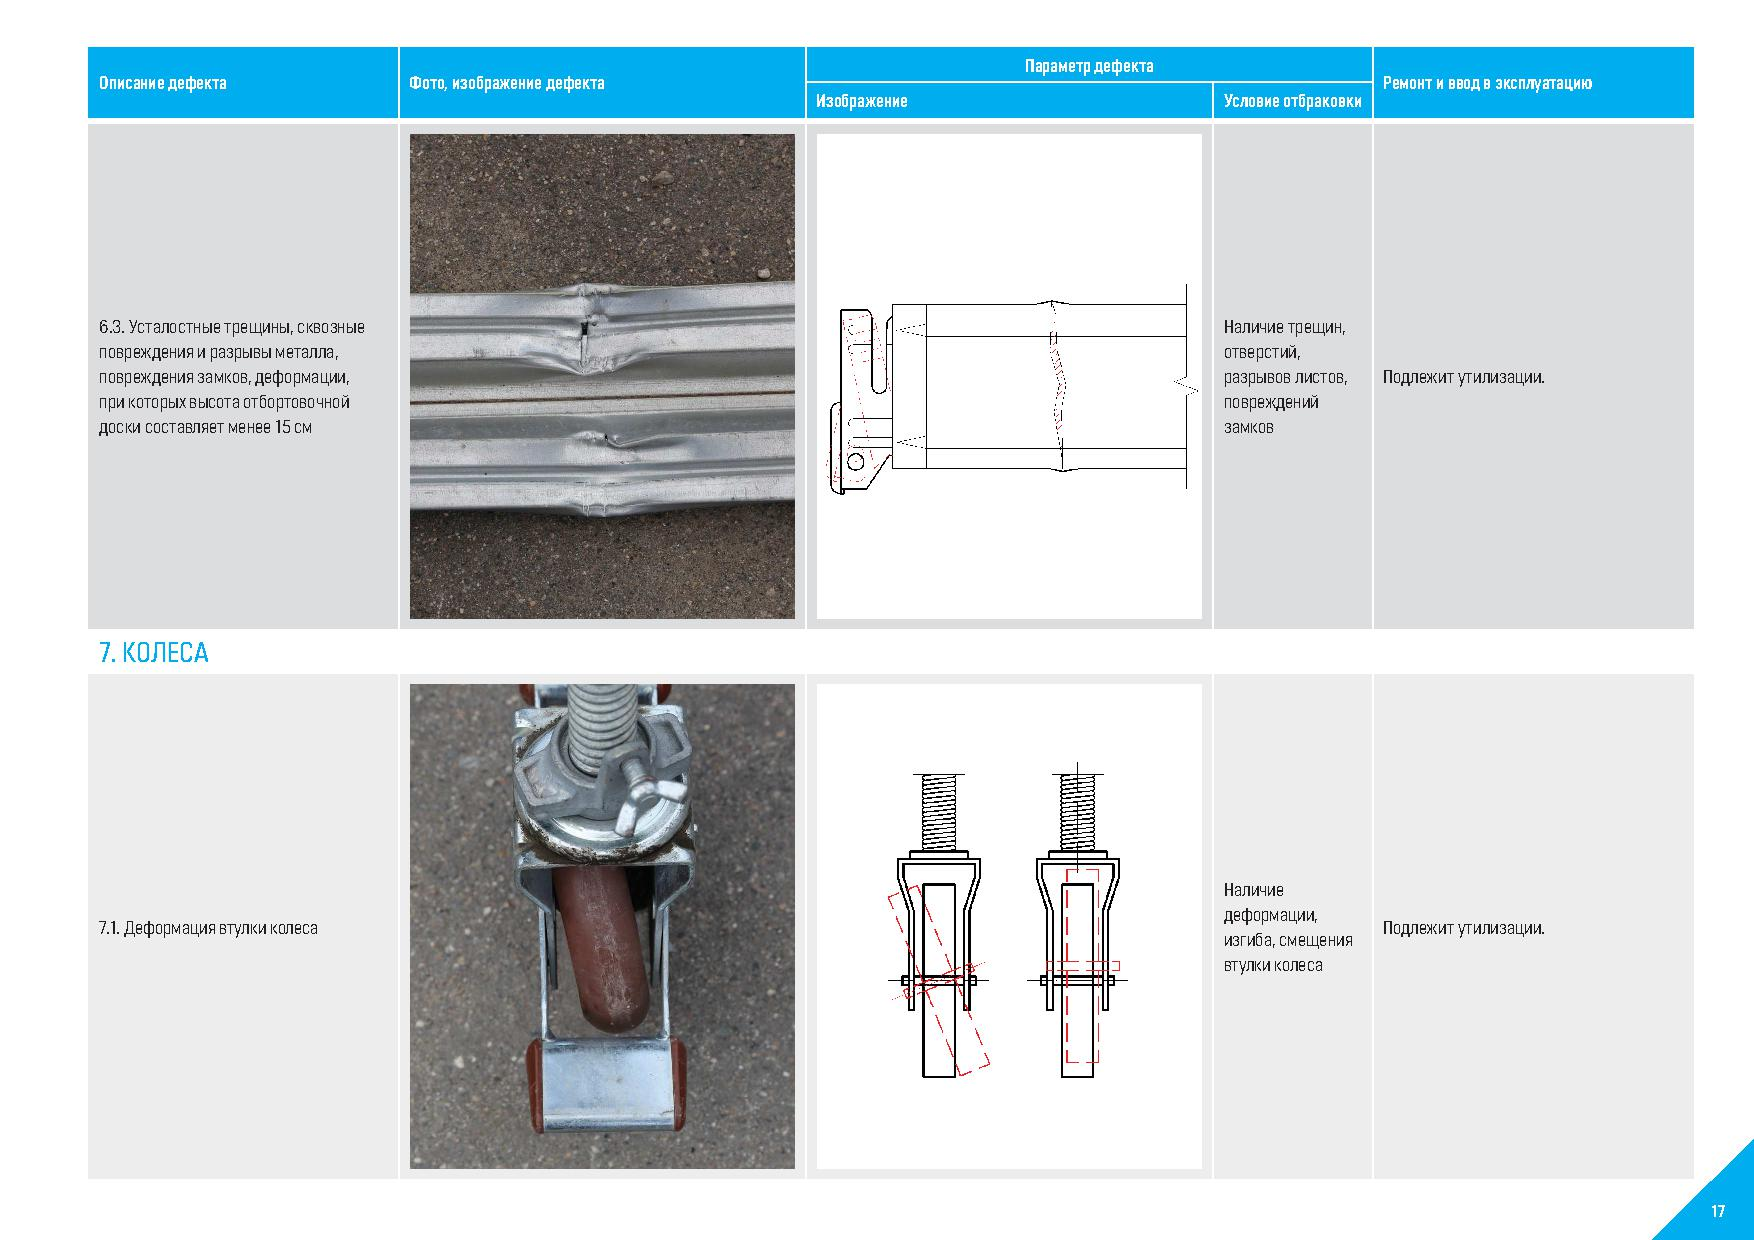 Описание дефекта
Фото, изображение дефекта
Параметр дефекта
Изображение
Условие отбраковки
Ремонт и ввод в эксплуатацию
6.3. Усталостные трещины, сквозные
повреждения и разрывы металла,
повреждения замков, деформации,
при которых высота отбортовочной
доски составляет менее 15 см
Наличие трещин,
отверстий,
разрывов листов,
повреждений
замков
Подлежит утилизации.
7. КОЛЕСА
7.1. Деформация втулки колеса
Наличие
деформации,
изгиба, смещения
втулки колеса
Подлежит утилизации.
17